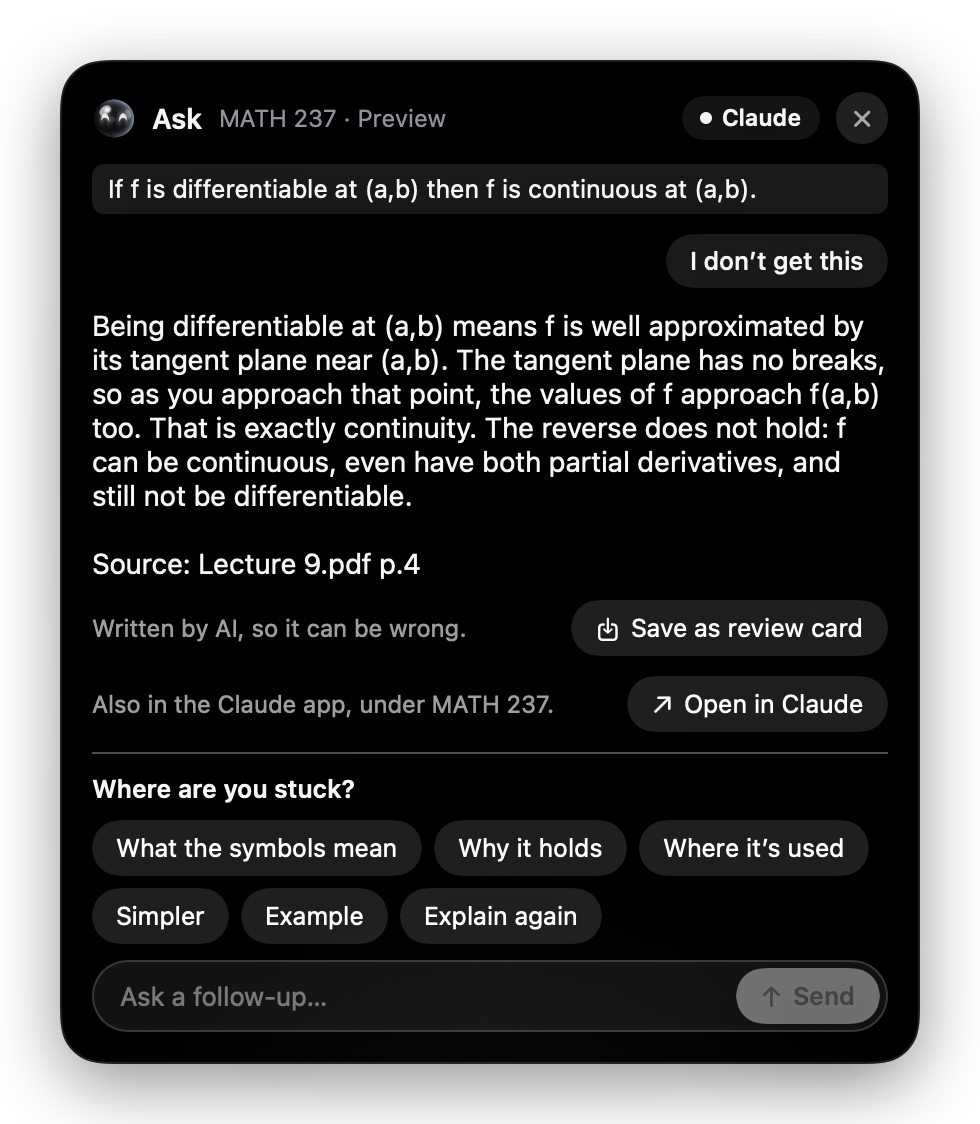 Ask MATH 237 · Preview
Claude
If f is differentiable at (a,b) then f is continuous at (a,b).
I don’t get this
Being differentiable at (a,b) means f is well approximated by
its tangent plane near (a,b). The tangent plane has no breaks,
so as you approach that point, the values of f approach f(a,b)
too. That is exactly continuity. The reverse does not hold: f
can be continuous, even have both partial derivatives, and
still not be differentiable.
Source: Lecture 9.pdf p.4
Written by AI, so it can be wrong.
Save as review card
Also in the Claude app, under MATH 237.
Open in Claude
Where are you stuck?
What the symbols mean
Why it holds
Where it’s used
Simpler
Example
Explain again
Ask a follow-up...
Send